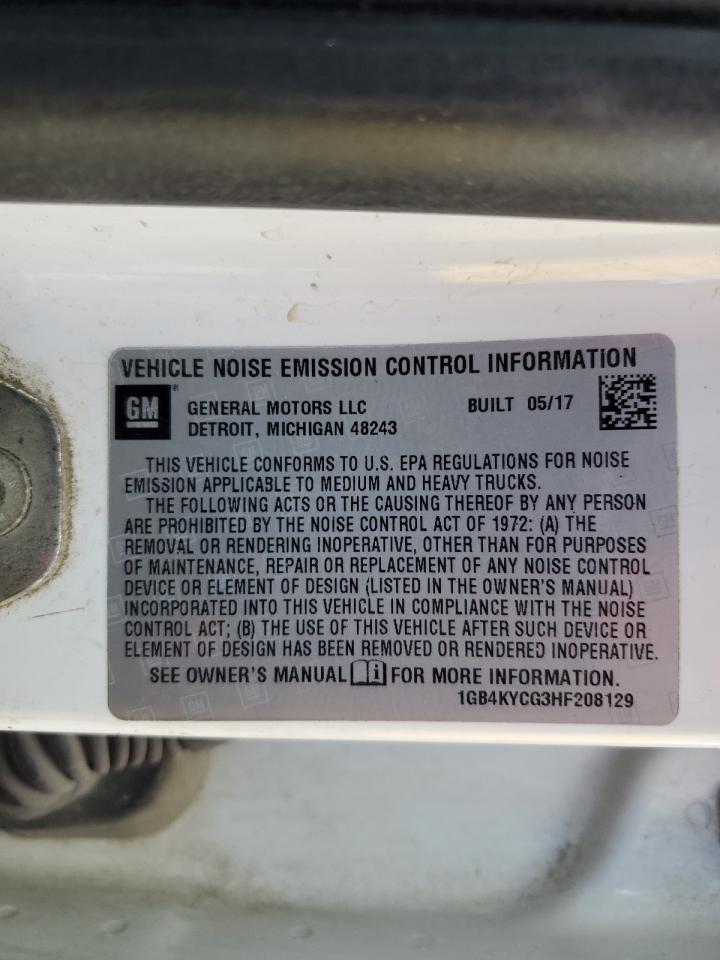 VEHICLE NOISE EMISSION CONTROL INFORMATION
GM ®
GENERAL MOTORS LLC BUILT 05/17
DETROIT, MICHIGAN 48243
THIS VEHICLE CONFORMS TO U.S. EPA REGULATIONS FOR NOISE
EMISSION APPLICABLE TO MEDIUM AND HEAVY TRUCKS.
THE FOLLOWING ACTS OR THE CAUSING THEREOF BY ANY PERSON
ARE PROHIBITED BY THE NOISE CONTROL ACT OF 1972: (A) THE
REMOVAL OR RENDERING INOPERATIVE, OTHER THAN FOR PURPOSES
OF MAINTENANCE, REPAIR OR REPLACEMENT OF ANY NOISE CONTROL
DEVICE OR ELEMENT OF DESIGN (LISTED IN THE OWNER'S MANUAL)
INCORPORATED INTO THIS VEHICLE IN COMPLIANCE WITH THE NOISE
CONTROL ACT; (B) THE USE OF THIS VEHICLE AFTER SUCH DEVICE OR
ELEMENT OF DESIGN HAS BEEN REMOVED OR RENDERED INOPERATIVE.
SEE OWNER'S MANUAL i FOR MORE INFORMATION.
1GB4KYCG3HF208129